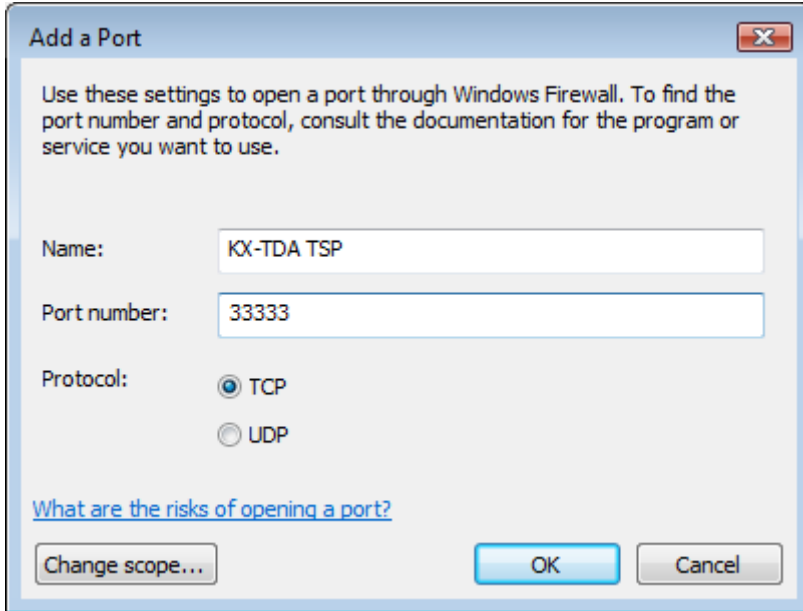 Add a Port
Use these settings to open a port through Windows Firewall. To find the
port number and protocol, consult the documentation for the program or
service you want to use.
Name: KX-TDA TSP
Port number: 33333
Protocol: TCP
UDP
What are the risks of opening a port?
Change scope... OK Cancel